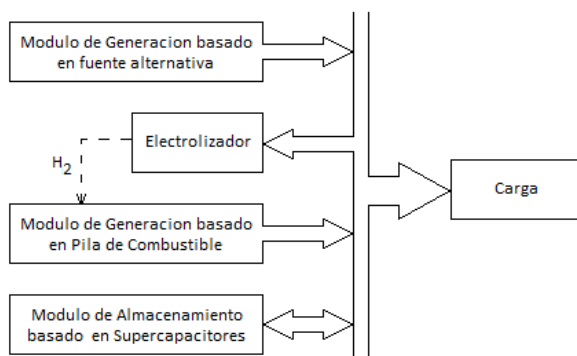 Modulo de Generacion basado
en fuente alternativa
Electrolizador
H2
Modulo de Generacion basado
en Pila de Combustible
Modulo de Almacenamiento
basado en Supercapacitores
Carga